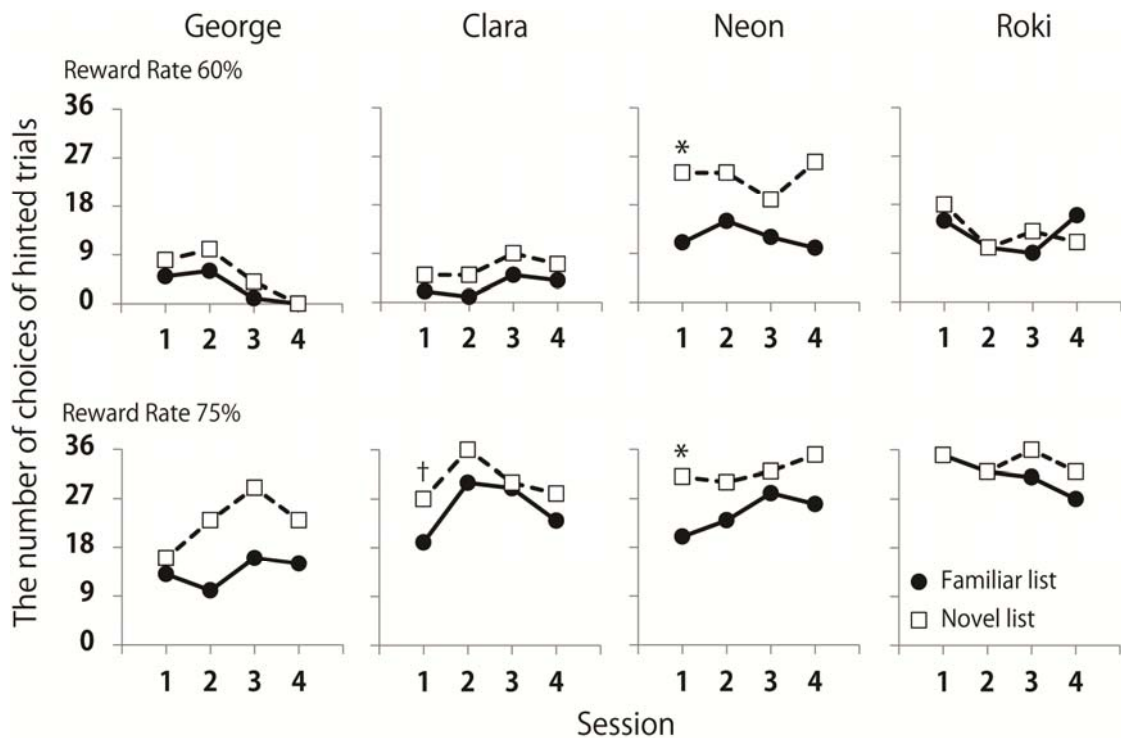 George Clara Neon Roki
Reward Rate 60%
The number of choices of hinted trials
36
27
18
9
0
*
1 2 3 4 1 2 3 4 1 2 3 4 1 2 3 4
Reward Rate 75%
36
27
18
9
0
† *
Familiar list
Novel list
1 2 3 4 1 2 3 4 1 2 3 4 1 2 3 4
Session